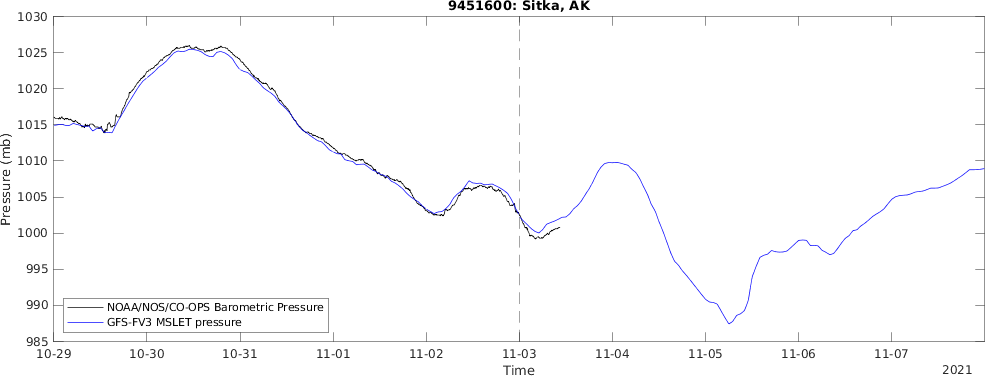 9451600: Sitka, AK
1030
1025
1020
1015
1010
1005
1000
995
990
985
Pressure (mb)
NOAA/NOS/CO-OPS Barometric Pressure
GFS-FV3 MSLET pressure
10-29 10-30 10-31 11-01 11-02 11-03 11-04 11-05 11-06 11-07
Time
2021